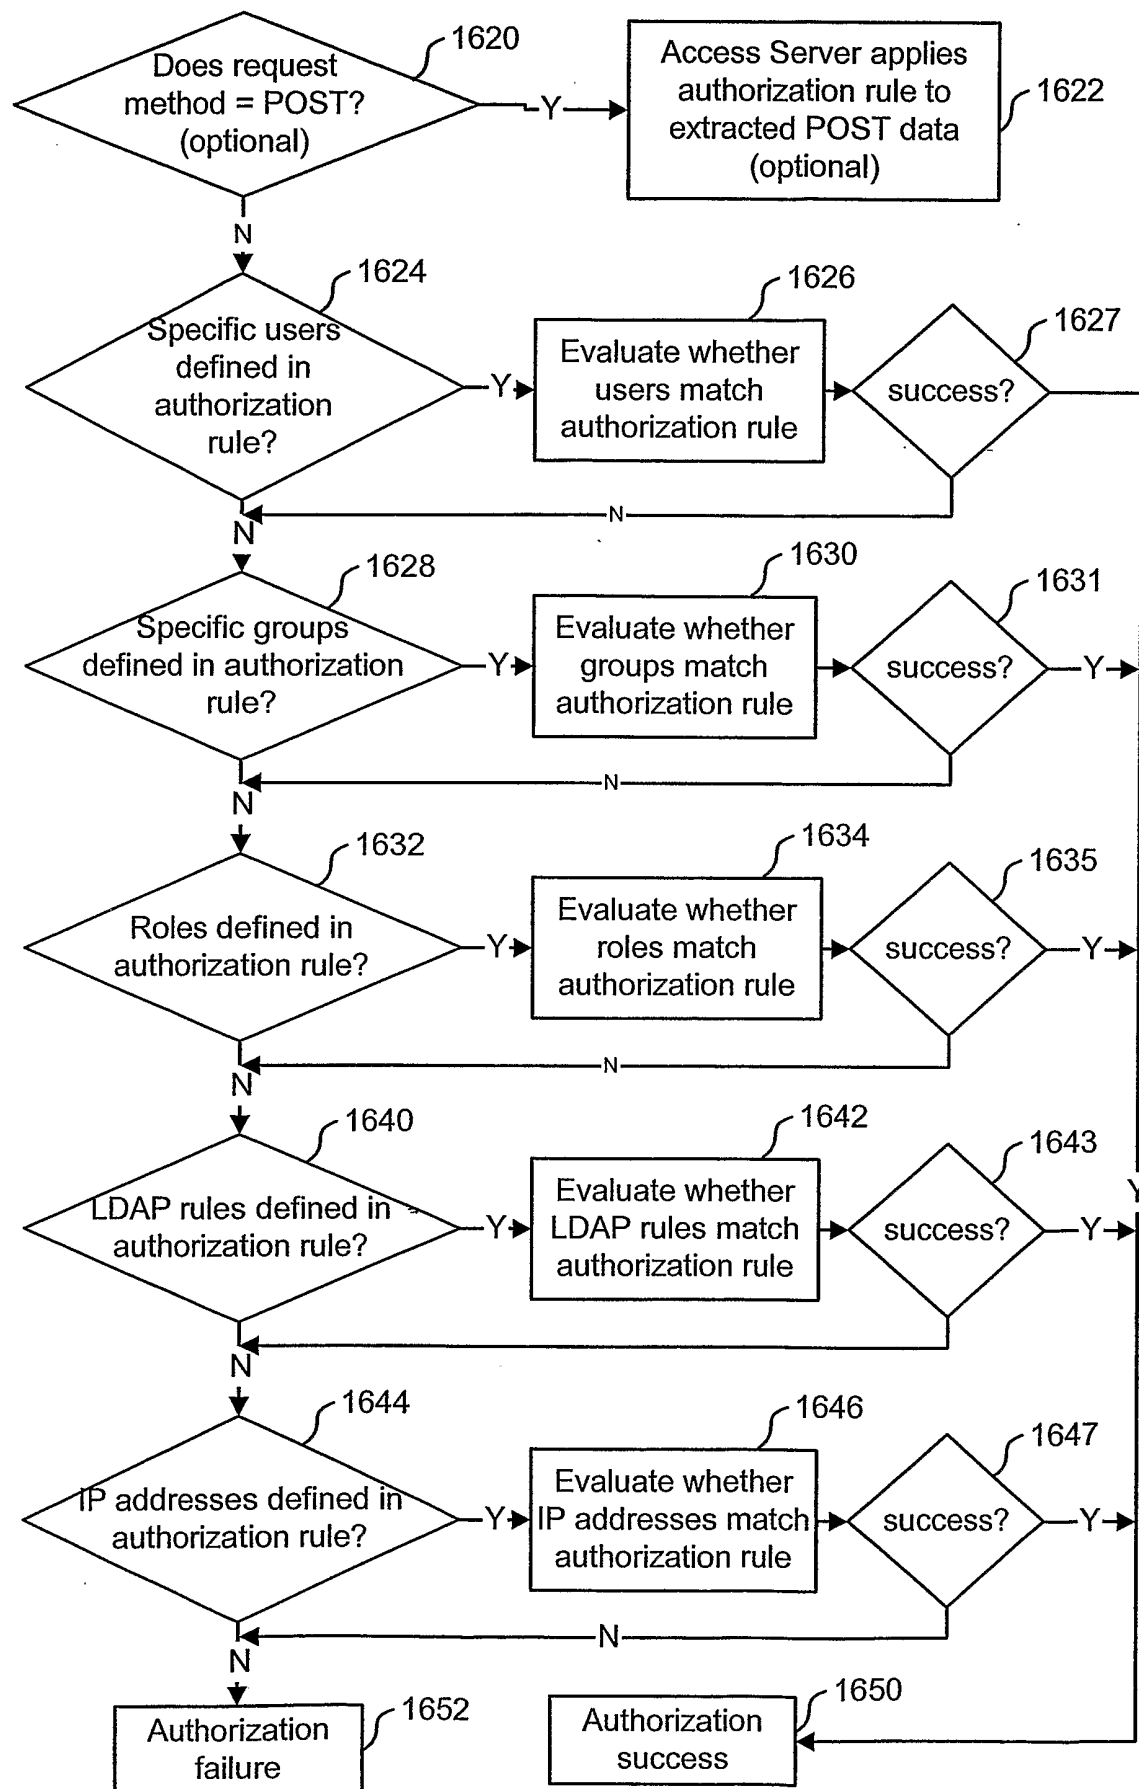 1620
Does request
method = POST?
(optional)
Y
Access Server applies
authorization rule to
extracted POST data
(optional)
1622
N
1624
Specific users
defined in
authorization
rule?
Y
1626
Evaluate whether
users match
authorization rule
1627
success?
N
N
1628
Specific groups
defined in authorization
rule?
Y
1630
Evaluate whether
groups match
authorization rule
1631
success?
Y
N
N
1632
Roles defined in
authorization rule?
Y
1634
Evaluate whether
roles match
authorization rule
1635
success?
Y
N
N
1640
LDAP rules defined in
authorization rule?
Y
1642
Evaluate whether
LDAP rules match
authorization rule
1643
success?
Y
Y
N
1644
IP addresses defined in
authorization rule?
Y
1646
Evaluate whether
IP addresses match
authorization rule
1647
success?
Y
N
N
1652
Authorization
failure
1650
Authorization
success